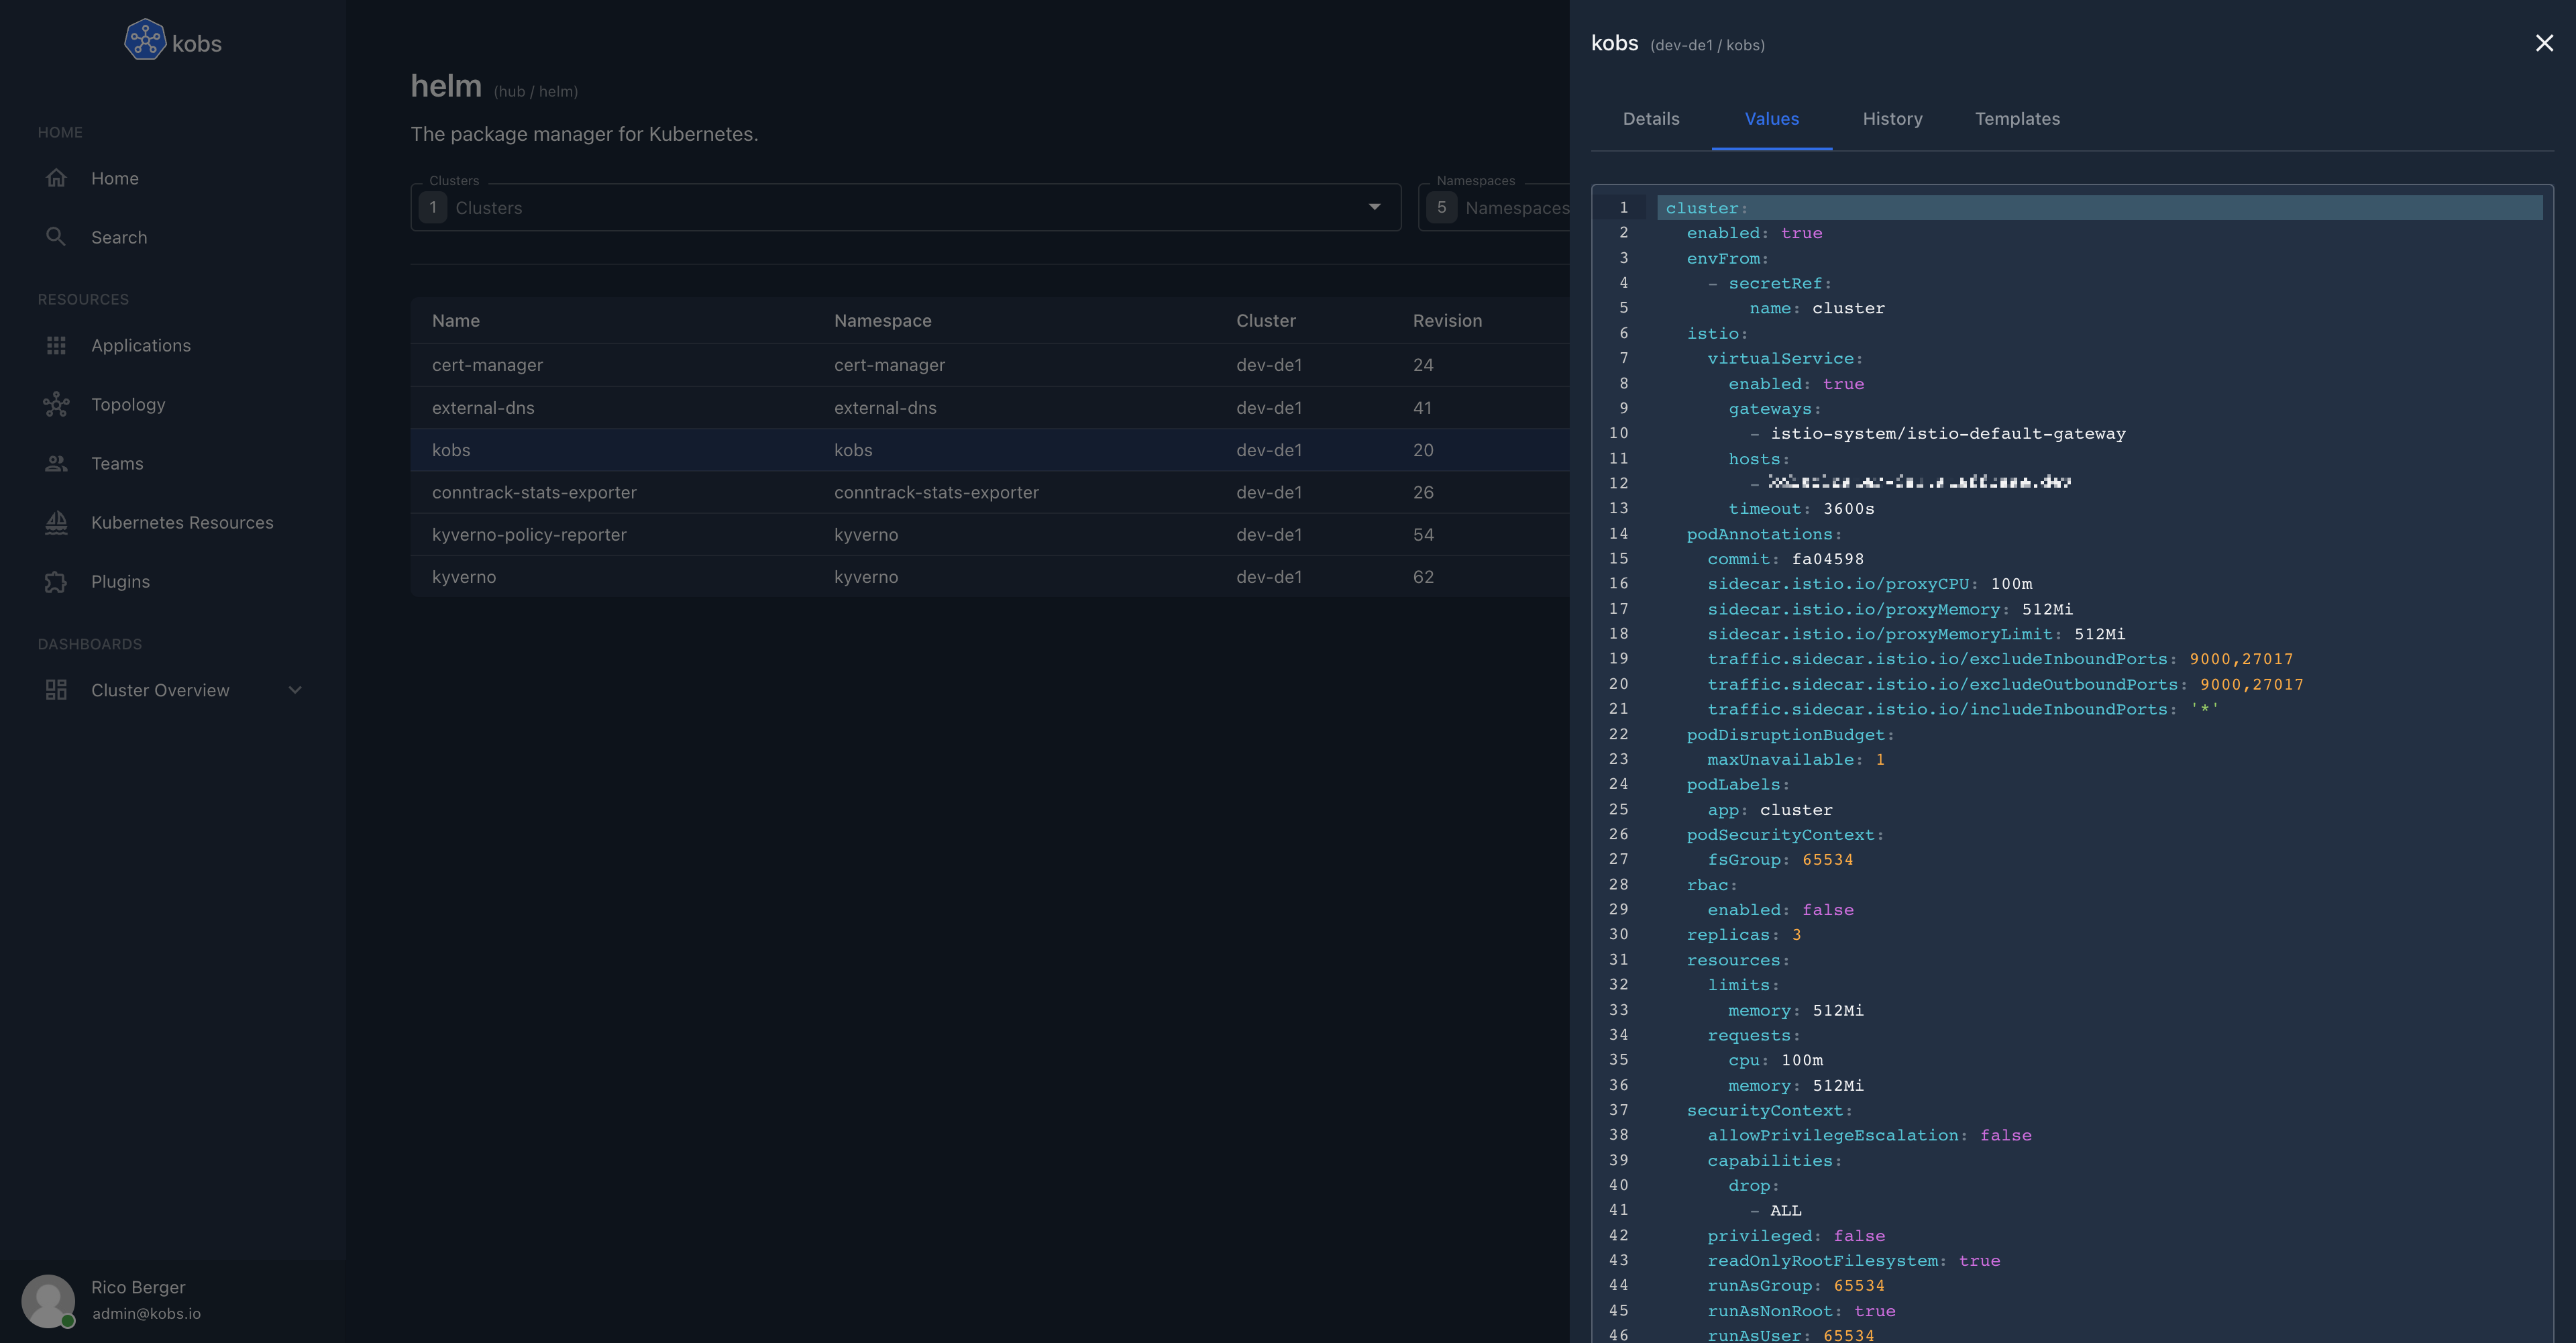 kobs
HOME
Home
Search
RESOURCES
Applications
Topology
Teams
Kubernetes Resources
Plugins
DASHBOARDS
Cluster Overview
Rico Berger
admin@kobs.io
helm (hub / helm)
The package manager for Kubernetes.
Clusters
1 Clusters
Namespaces
5 Namespaces
Name Namespace Cluster Revision
cert-manager cert-manager dev-de1 24
external-dns external-dns dev-de1 41
kobs kobs dev-de1 20
conntrack-stats-exporter conntrack-stats-exporter dev-de1 26
kyverno-policy-reporter kyverno dev-de1 54
kyverno kyverno dev-de1 62
kobs (dev-de1 / kobs)
Details Values History Templates
1 cluster:
2 enabled: true
3 envFrom:
4 - secretRef:
5 name: cluster
6 istio:
7 virtualService:
8 enabled: true
9 gateways:
10 - istio-system/istio-default-gateway
11 hosts:
12 -
13 timeout: 3600s
14 podAnnotations:
15 commit: fa04598
16 sidecar.istio.io/proxyCPU: 100m
17 sidecar.istio.io/proxyMemory: 512Mi
18 sidecar.istio.io/proxyMemoryLimit: 512Mi
19 traffic.sidecar.istio.io/excludeInboundPorts: 9000,27017
20 traffic.sidecar.istio.io/excludeOutboundPorts: 9000,27017
21 traffic.sidecar.istio.io/includeInboundPorts: '*'
22 podDisruptionBudget:
23 maxUnavailable: 1
24 podLabels:
25 app: cluster
26 podSecurityContext:
27 fsGroup: 65534
28 rbac:
29 enabled: false
30 replicas: 3
31 resources:
32 limits:
33 memory: 512Mi
34 requests:
35 cpu: 100m
36 memory: 512Mi
37 securityContext:
38 allowPrivilegeEscalation: false
39 capabilities:
40 drop:
41 - ALL
42 privileged: false
43 readOnlyRootFilesystem: true
44 runAsGroup: 65534
45 runAsNonRoot: true
46 runAsUser: 65534